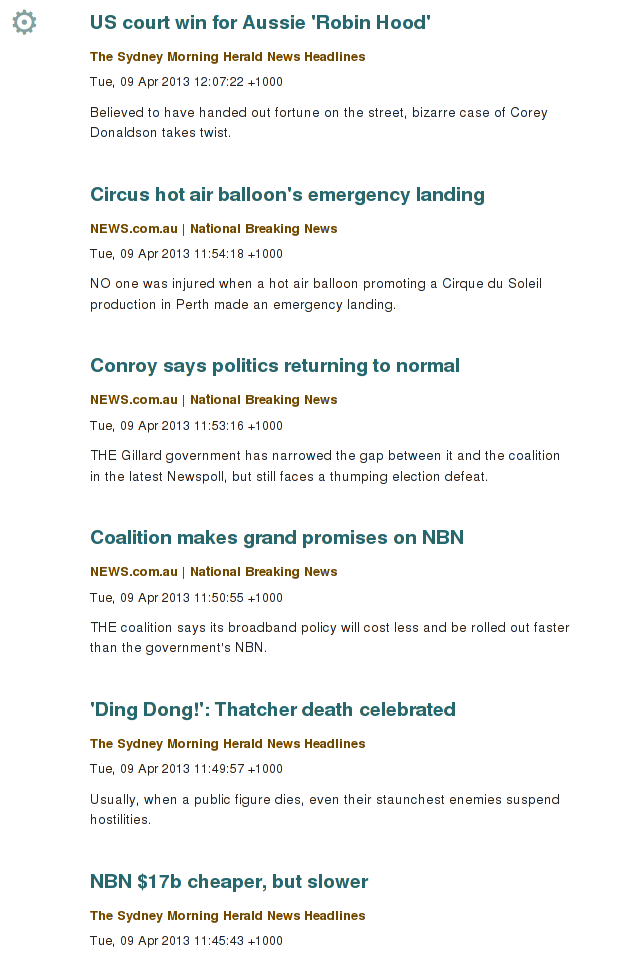 US court win for Aussie 'Robin Hood'
The Sydney Morning Herald News Headlines
Tue, 09 Apr 2013 12:07:22 +1000
Believed to have handed out fortune on the street, bizarre case of Corey
Donaldson takes twist.
Circus hot air balloon's emergency landing
NEWS.com.au | National Breaking News
Tue, 09 Apr 2013 11:54:18 +1000
NO one was injured when a hot air balloon promoting a Cirque du Soleil
production in Perth made an emergency landing.
Conroy says politics returning to normal
NEWS.com.au | National Breaking News
Tue, 09 Apr 2013 11:53:16 +1000
THE Gillard government has narrowed the gap between it and the coalition
in the latest Newspoll, but still faces a thumping election defeat.
Coalition makes grand promises on NBN
NEWS.com.au | National Breaking News
Tue, 09 Apr 2013 11:50:55 +1000
THE coalition says its broadband policy will cost less and be rolled out faster
than the government's NBN.
'Ding Dong!': Thatcher death celebrated
The Sydney Morning Herald News Headlines
Tue, 09 Apr 2013 11:49:57 +1000
Usually, when a public figure dies, even their staunchest enemies suspend
hostilities.
NBN $17b cheaper, but slower
The Sydney Morning Herald News Headlines
Tue, 09 Apr 2013 11:45:43 +1000